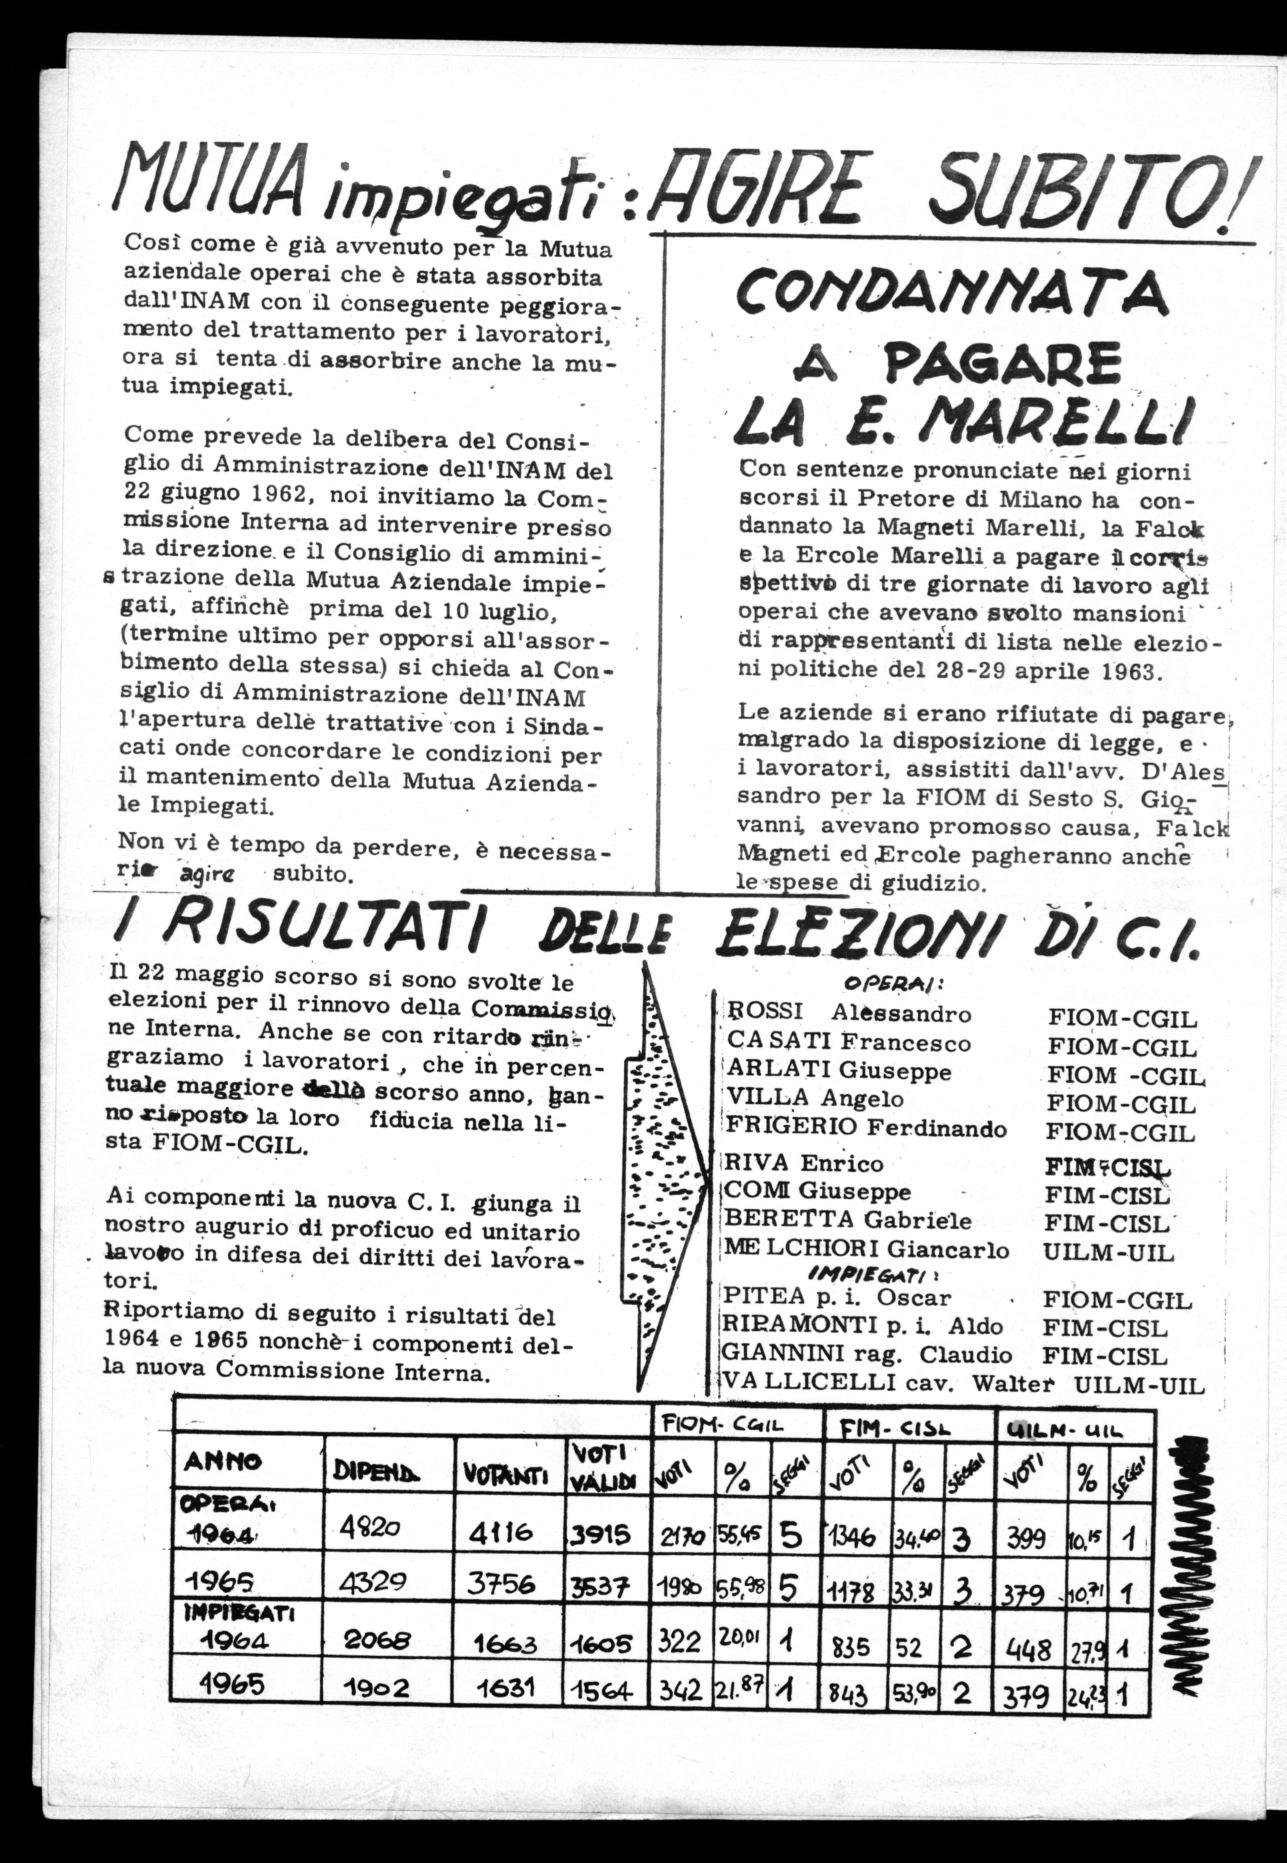 MUTUA impiegati : AGIRE SUBITO!
Così come è già avvenuto per la Mutua
aziendale operai che è stata assorbita
dall'INAM con il conseguente peggiora-
mento del trattamento per i lavoratori,
ora si tenta di assorbire anche la mu-
tua impiegati.
Come prevede la delibera del Consi-
glio di Amministrazione dell'INAM del
22 giugno 1962, noi invitiamo la Com-
missione Interna ad intervenire presso
la direzione e il Consiglio di ammini-
strazione della Mutua Aziendale impie-
gati, affinchè prima del 10 luglio,
(termine ultimo per opporsi all'assor-
bimento della stessa) si chieda al Con-
siglio di Amministrazione dell'INAM
l'apertura delle trattative con i Sinda-
cati onde concordare le condizioni per
il mantenimento della Mutua Azienda-
le Impiegati.
Non vi è tempo da perdere, è necessa-
rio agire subito.
CONDANNATA
A PAGARE
LA E. MARELLI
Con sentenze pronunciate nei giorni
scorsi il Pretore di Milano ha con-
dannato la Magneti Marelli, la Falck
e la Ercole Marelli a pagare il corris
spettivo di tre giornate di lavoro agli
operai che avevano svolto mansioni
di rappresentanti di lista nelle elezio-
ni politiche del 28-29 aprile 1963.
Le aziende si erano rifiutate di pagare,
malgrado la disposizione di legge, e
i lavoratori, assistiti dall'avv. D'Ales
sandro per la FIOM di Sesto S. Gio-
vanni, avevano promosso causa, Falck
Magneti ed Ercole pagheranno anche
le spese di giudizio.
I RISULTATI DELLE ELEZIONI DI C.I.
Il 22 maggio scorso si sono svolte le
elezioni per il rinnovo della Commissio
ne Interna. Anche se con ritardo rin-
graziamo i lavoratori, che in percen-
tuale maggiore dello scorso anno, han-
no risposto la loro fiducia nella li-
sta FIOM-CGIL.
Ai componenti la nuova C. I. giunga il
nostro augurio di proficuo ed unitario
lavoro in difesa dei diritti dei lavora-
tori.
Riportiamo di seguito i risultati del
1964 e 1965 nonchè i componenti del-
la nuova Commissione Interna.
OPERAI:
ROSSI Alessandro FIOM-CGIL
CASATI Francesco FIOM-CGIL
ARLATI Giuseppe FIOM -CGIL
VILLA Angelo FIOM-CGIL
FRIGERIO Ferdinando FIOM-CGIL
RIVA Enrico FIM-CISL
COMI Giuseppe FIM-CISL
BERETTA Gabriele FIM-CISL
MELCHIORI Giancarlo UILM-UIL
IMPIEGATI:
PITEA p. i. Oscar FIOM-CGIL
RIPAMONTI p. i. Aldo FIM-CISL
GIANNINI rag. Claudio FIM-CISL
VALLICELLI cav. Walter UILM-UIL
FIOM-CGIL FIM-CISL UILM-UIL
ANNO DIPEND. VOTANTI VOTI VALIDI VOTI % SEGGI VOTI % SEGGI VOTI % SEGGI
OPERAI
1964 4820 4116 3915 2170 55,45 5 1346 34.40 3 399 10,15 1
1965 4329 3756 3537 1980 55,98 5 1178 33.31 3 379 10,71 1
IMPIEGATI
1964 2068 1663 1605 322 20,01 1 835 52 2 448 27,9 1
1965 1902 1631 1564 342 21.87 1 843 53,90 2 379 24,23 1